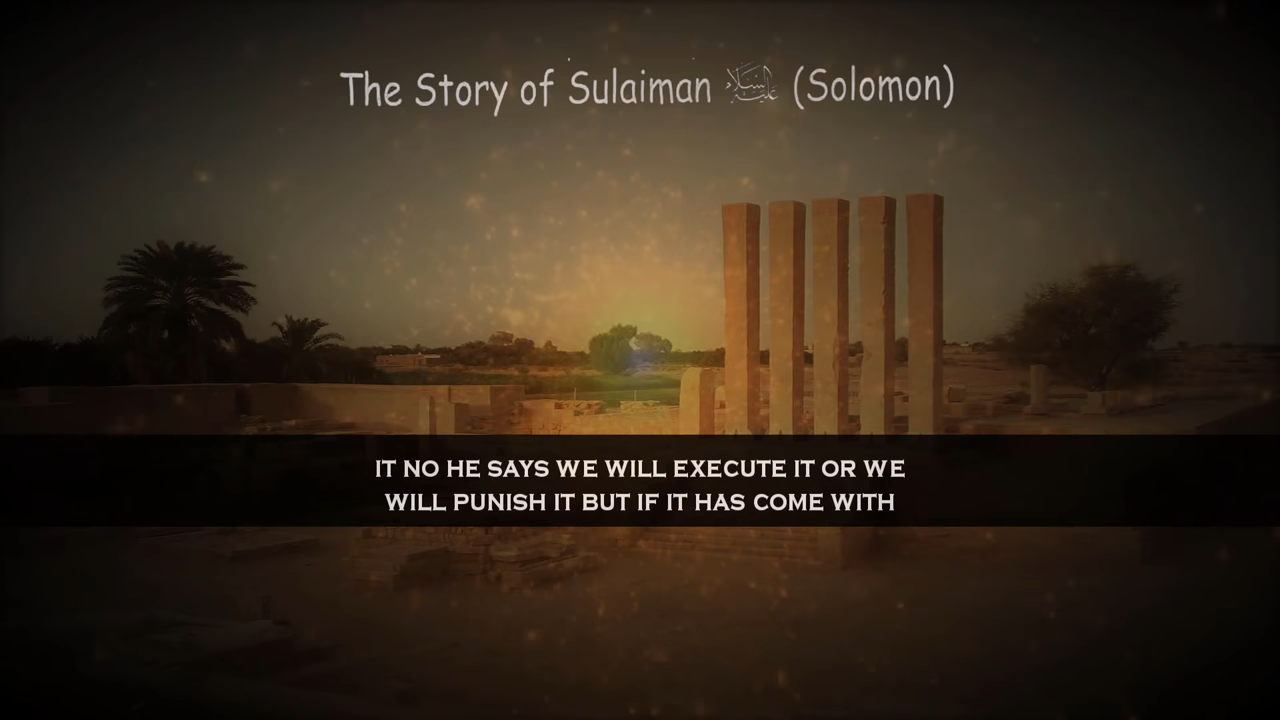 The Story of Sulaiman عليه السلام (Solomon)
IT NO HE SAYS WE WILL EXECUTE IT OR WE
WILL PUNISH IT BUT IF IT HAS COME WITH